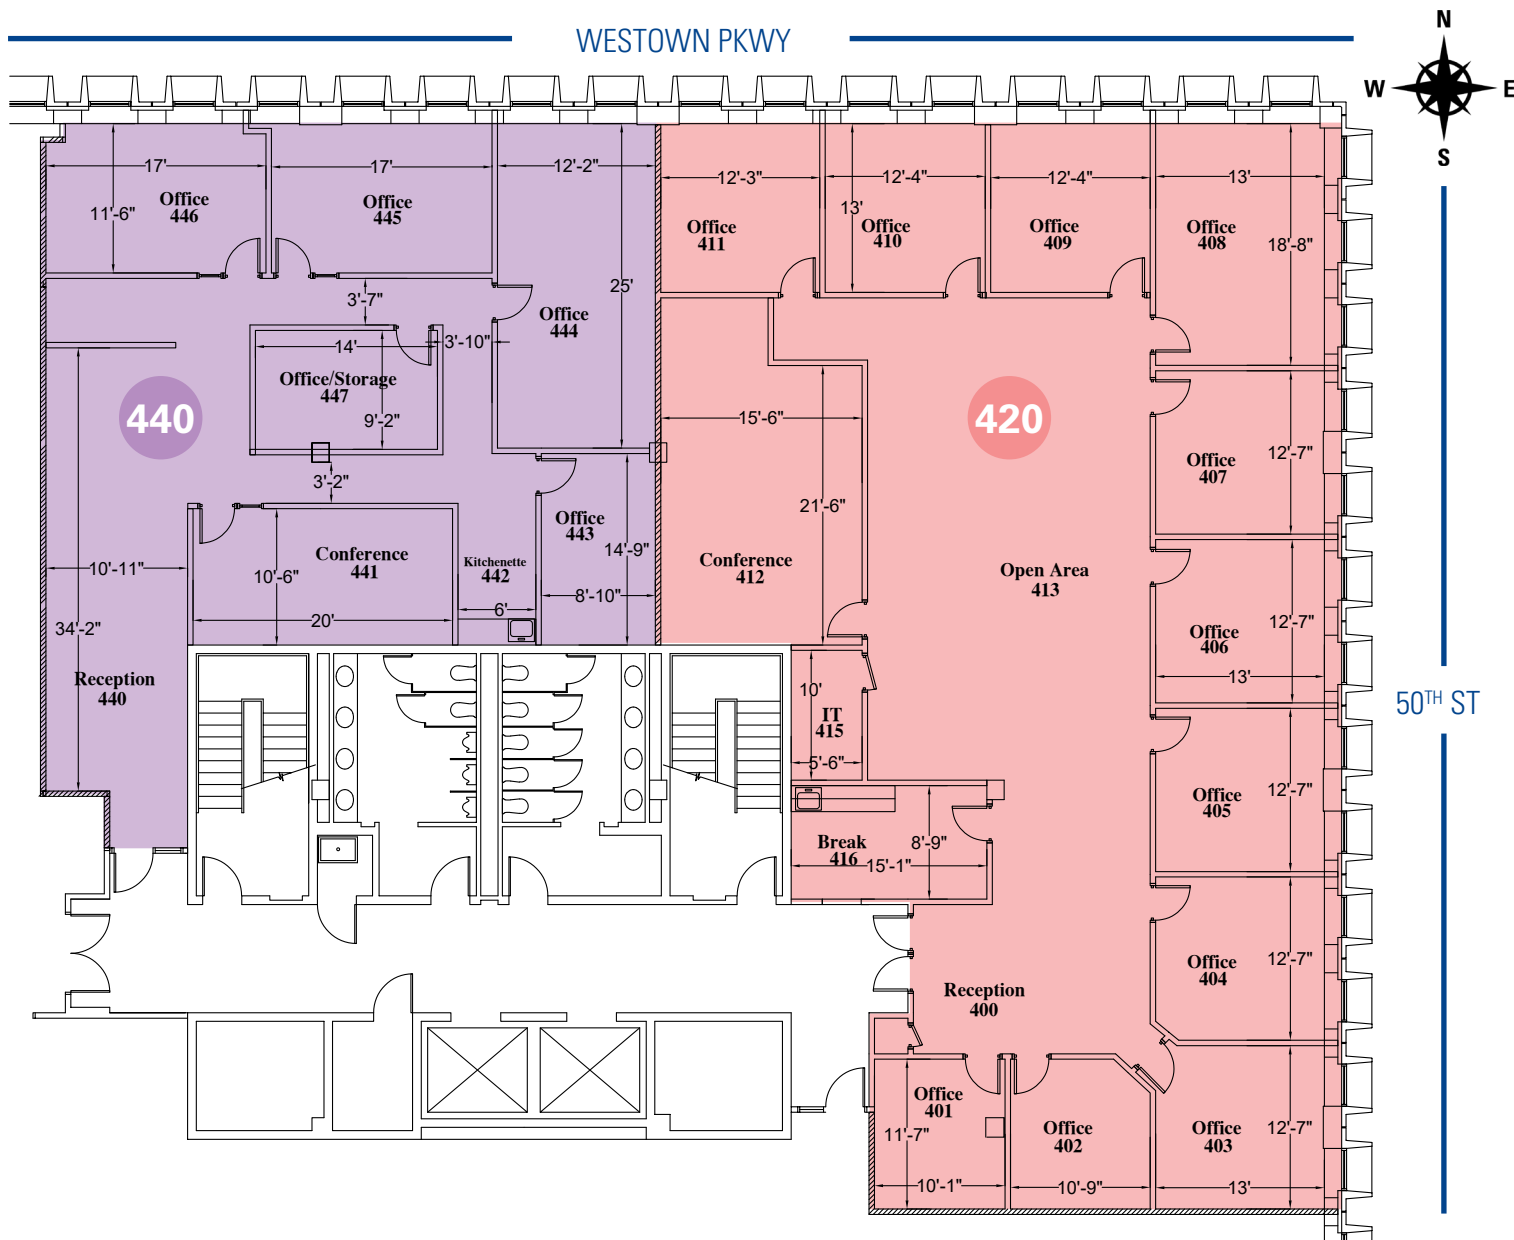 WESTOWN PKWY
N
W
E
S
17'
17'
12'-2"
12'-3"
12'-4"
12'-4"
13'
Office
446
11'-6"
Office
445
Office
411
13'
Office
410
Office
409
Office
408
18'-8"
3'-7"
25'
Office
444
14'
3'-10"
Office/Storage
447
9'-2"
440
15'-6"
420
Office
407
12'-7"
3'-2"
21'-6"
Office
443
14'-9"
Conference
441
Kitchenette
442
10'-11"
10'-6"
8'-10"
6'
20'
34'-2"
Conference
412
Open Area
413
Office
406
12'-7"
13'
Reception
440
10'
IT
415
5'-6"
50TH ST
Office
405
12'-7"
Break
416
8'-9"
15'-1"
Office
404
12'-7"
Reception
400
Office
401
11'-7"
10'-1"
Office
402
10'-9"
Office
403
12'-7"
13'